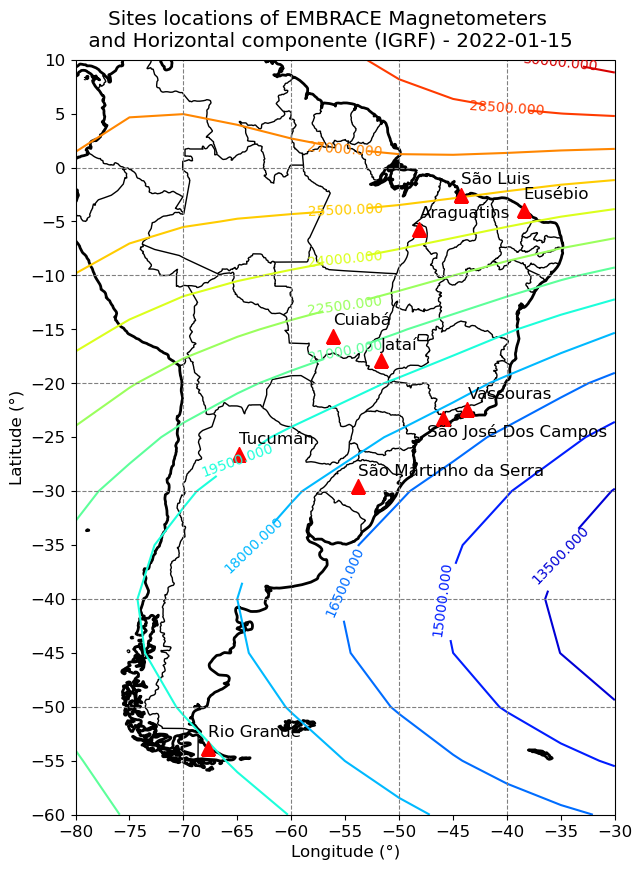 Sites locations of EMBRACE Magnetometers
and Horizontal componente (IGRF) - 2022-01-15
10
5
0
−5
−10
−15
−20
−25
−30
−35
−40
−45
−50
−55
−60
Latitude (°)
30000.000
28500.000
27000.000
São Luis
Eusébio
25500.000
Araguatins
24000.000
22500.000
Cuiabá
21000.000
Jataí
Vassouras
São José Dos Campos
Tucumán
19500.000
São Martinho da Serra
18000.000
16500.000
15000.000
13500.000
Rio Grande
−80 −75 −70 −65 −60 −55 −50 −45 −40 −35 −30
Longitude (°)